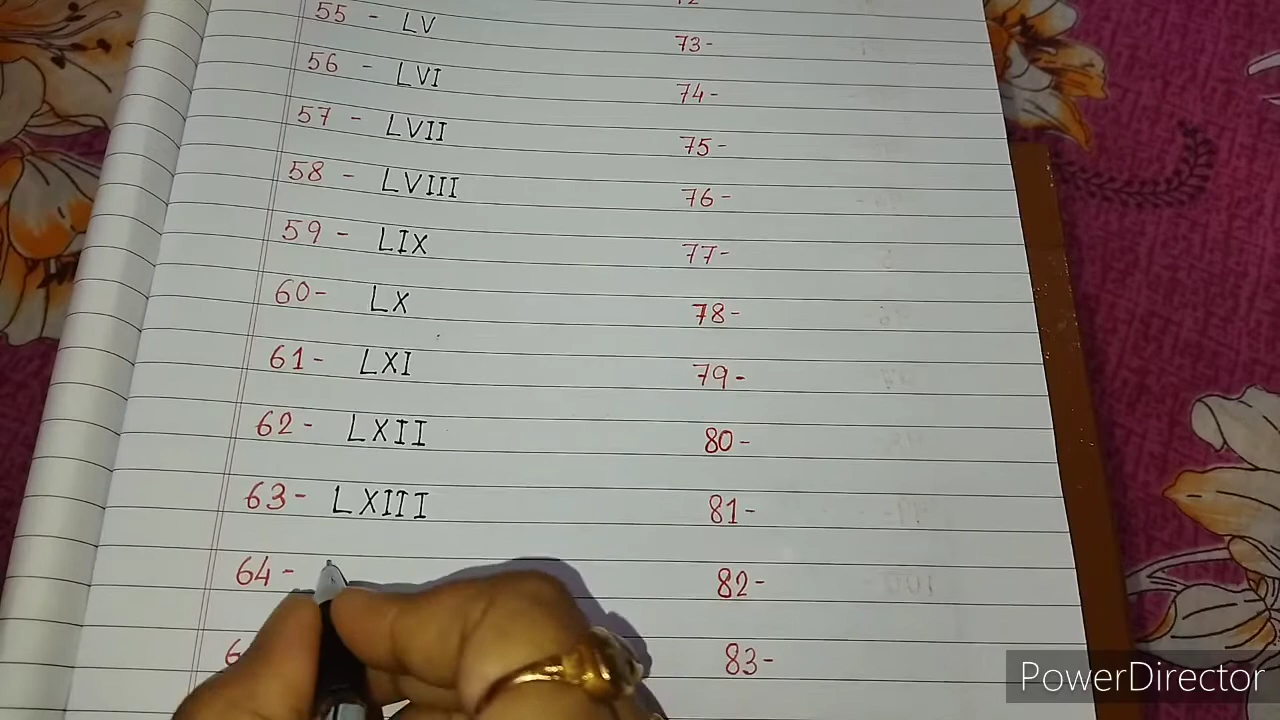 55 - LV
56 - LVI
57 - LVII
58 - LVIII
59 - LIX
60- LX
61- LXI
62- LXII
63- LXIII
64-
73-
74-
75-
76-
77-
78-
79-
80-
81-
82-
83-
PowerDirector